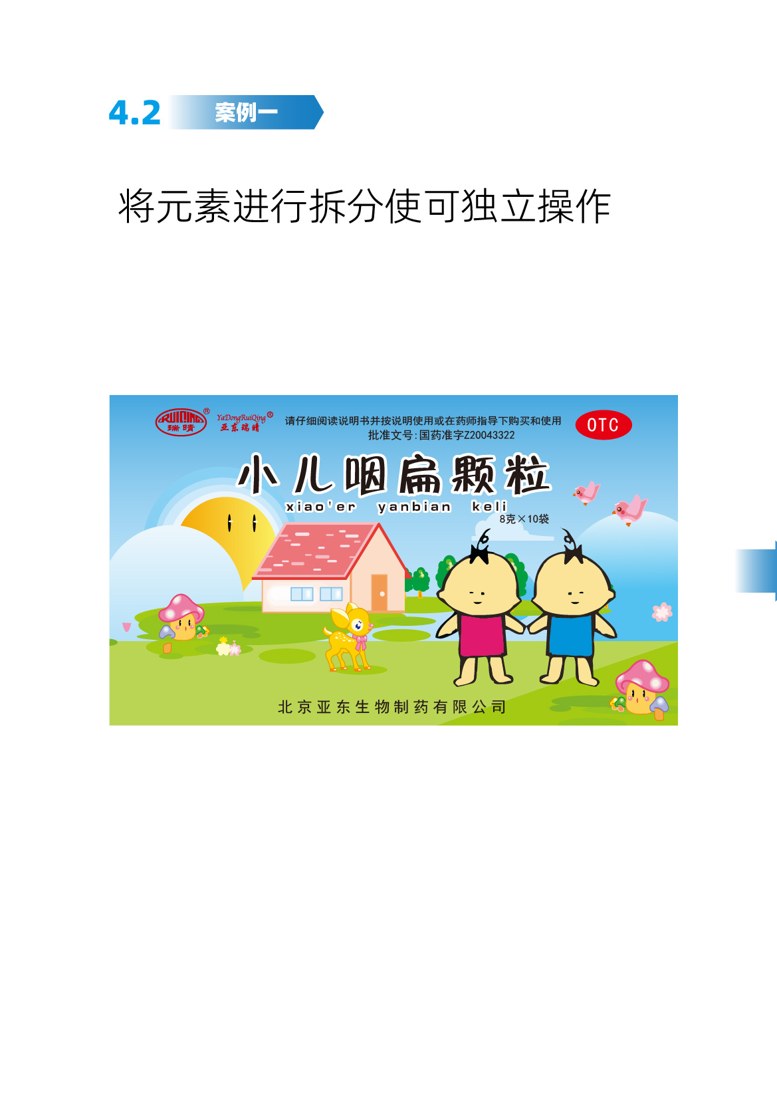 4.2 案例一
将元素进行拆分使可独立操作
RUIQING®
瑞晴
YaDongRuiQing®
亚东瑞晴
请仔细阅读说明书并按说明使用或在药师指导下购买和使用
批准文号:国药准字Z20043322
OTC
小儿咽扁颗粒
xiao'er yanbian keli
8克×10袋
北京亚东生物制药有限公司